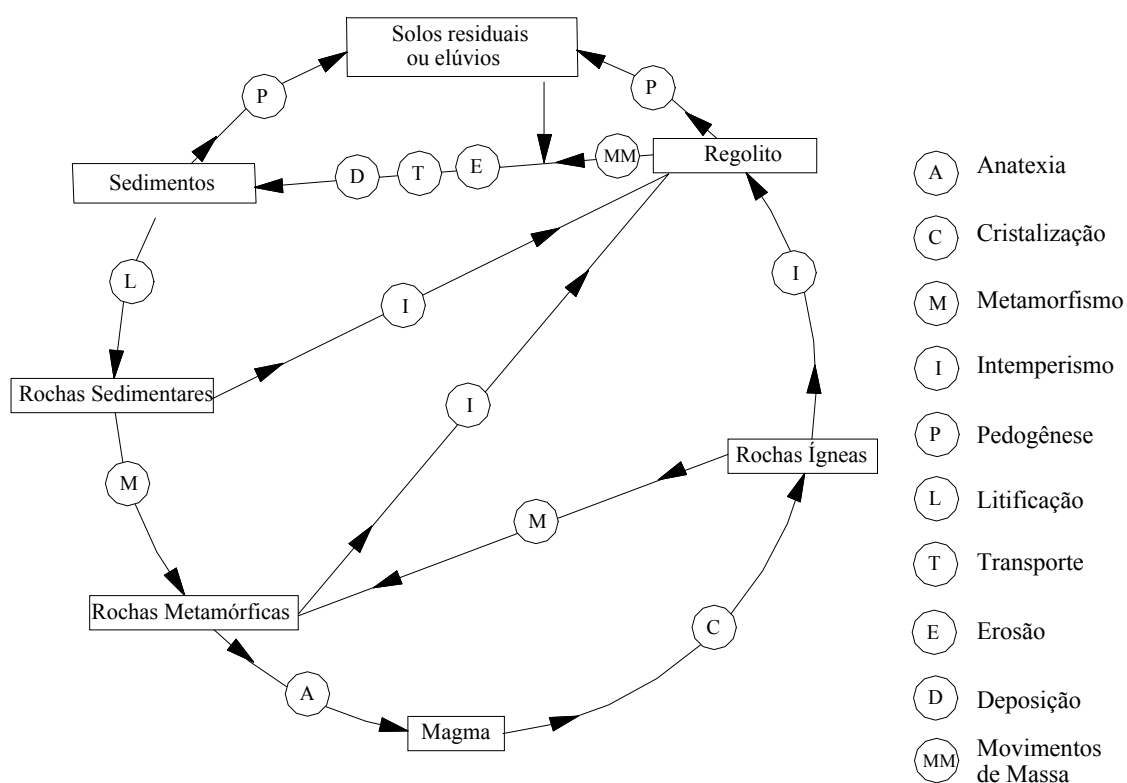 Solos residuais
ou elúvios
P
P
MM
Regolito
E
T
D
Sedimentos
L
I
I
Rochas Sedimentares
I
M
Rochas Ígneas
M
Rochas Metamórficas
C
A
Magma
A Anatexia
C Cristalização
M Metamorfismo
I Intemperismo
P Pedogênese
L Litificação
T Transporte
E Erosão
D Deposição
MM Movimentos
de Massa